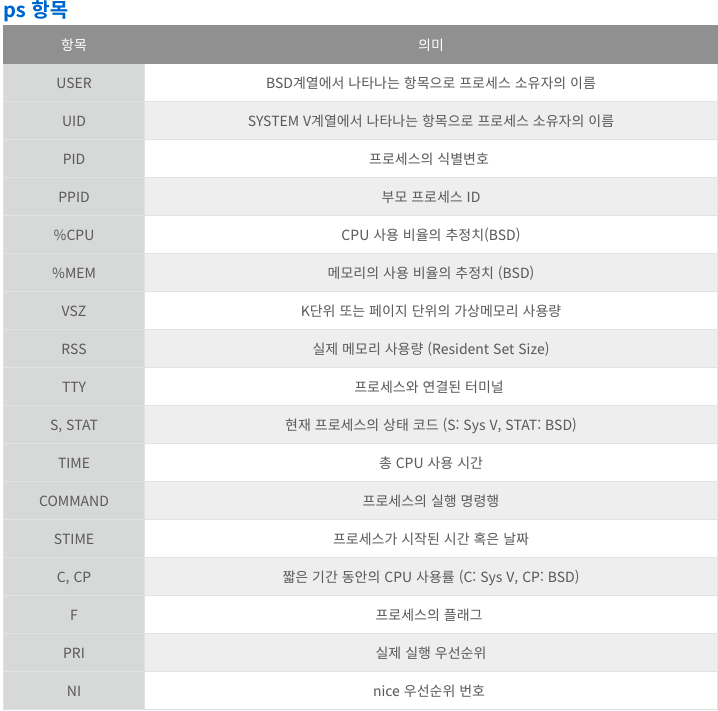 ps 항목
항목 의미
USER BSD계열에서 나타나는 항목으로 프로세스 소유자의 이름
UID SYSTEM V계열에서 나타나는 항목으로 프로세스 소유자의 이름
PID 프로세스의 식별변호
PPID 부모 프로세스 ID
%CPU CPU 사용 비율의 추정치(BSD)
%MEM 메모리의 사용 비율의 추정치 (BSD)
VSZ K단위 또는 페이지 단위의 가상메모리 사용량
RSS 실제 메모리 사용량 (Resident Set Size)
TTY 프로세스와 연결된 터미널
S, STAT 현재 프로세스의 상태 코드 (S: Sys V, STAT: BSD)
TIME 총 CPU 사용 시간
COMMAND 프로세스의 실행 명령행
STIME 프로세스가 시작된 시간 혹은 날짜
C, CP 짧은 기간 동안의 CPU 사용률 (C: Sys V, CP: BSD)
F 프로세스의 플래그
PRI 실제 실행 우선순위
NI nice 우선순위 번호